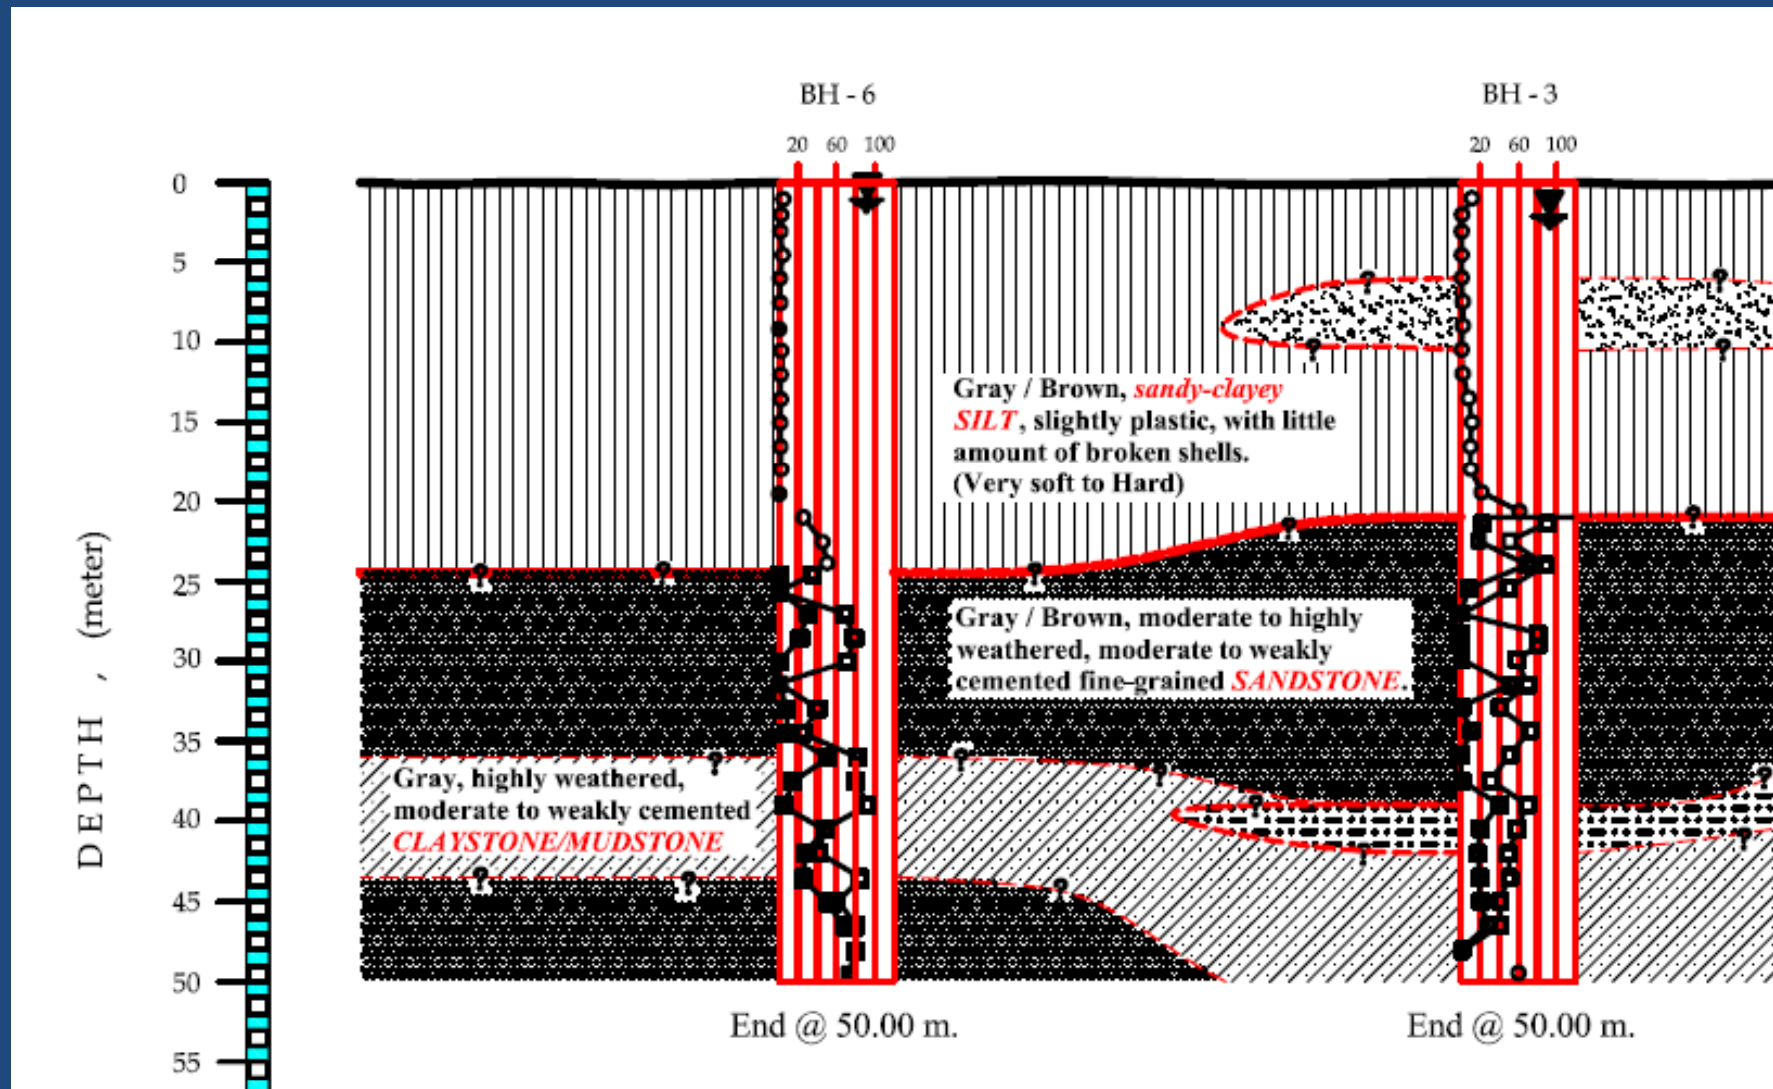 BH - 6
BH - 3
20 60 100
20 60 100
0
5
10
15
20
25
30
35
40
45
50
55
DEPTH , (meter)
Gray / Brown, sandy-clayey
SILT, slightly plastic, with little
amount of broken shells.
(Very soft to Hard)
Gray / Brown, moderate to highly
weathered, moderate to weakly
cemented fine-grained SANDSTONE.
Gray, highly weathered,
moderate to weakly cemented
CLAYSTONE/MUDSTONE
? ? ? ? ? ? ? ? ? ? ? ? ? ? ? ? ? ? ? ?
End @ 50.00 m.
End @ 50.00 m.